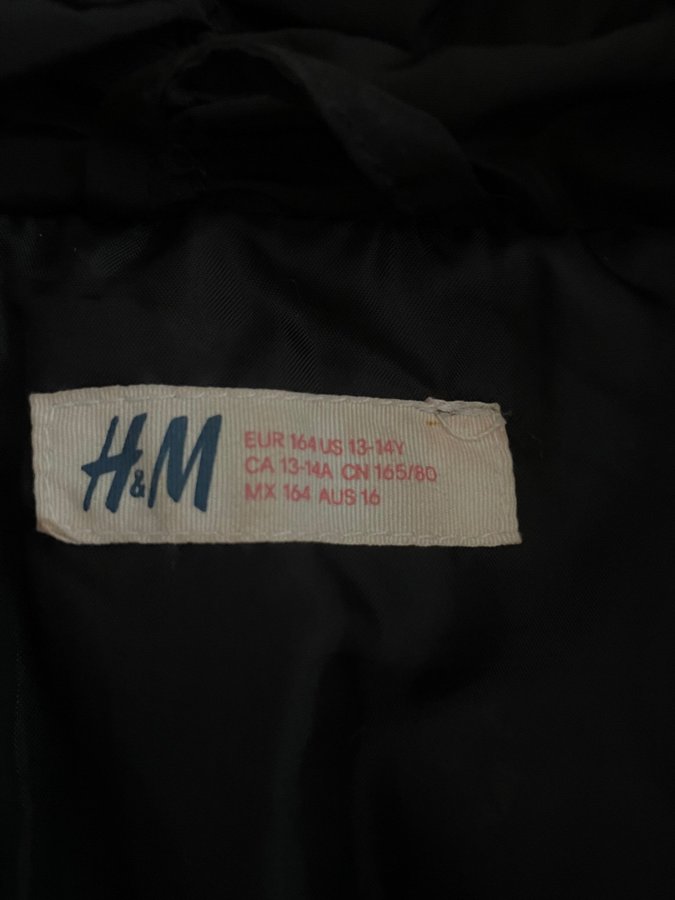 H&M
EUR 164 US 13-14Y
CA 13-14A CN 165/80
MX 164 AUS 16